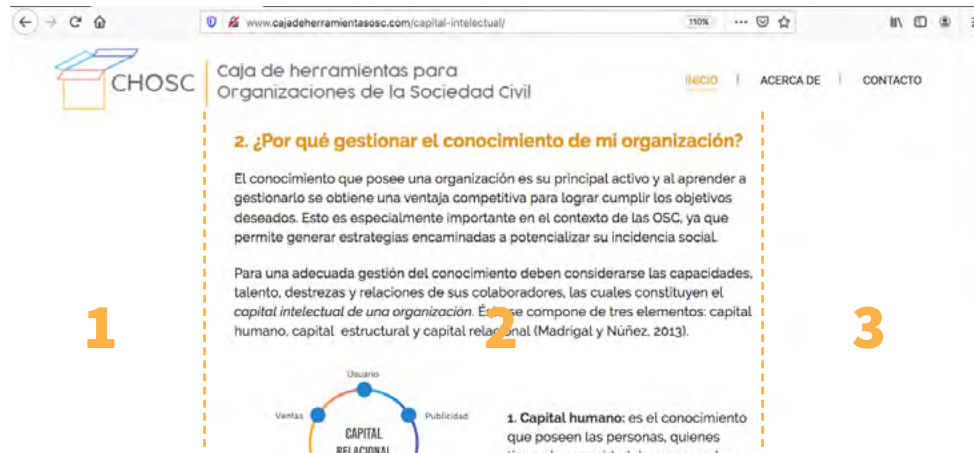 www.cajadeherramientasosc.com/capital-intelectual/
110%
CHOSC
Caja de herramientas para
Organizaciones de la Sociedad Civil
INICIO
ACERCA DE
CONTACTO
2. ¿Por qué gestionar el conocimiento de mi organización?
El conocimiento que posee una organización es su principal activo y al aprender a
gestionarlo se obtiene una ventaja competitiva para lograr cumplir los objetivos
deseados. Esto es especialmente importante en el contexto de las OSC, ya que
permite generar estrategias encaminadas a potencializar su incidencia social.
Para una adecuada gestión del conocimiento deben considerarse las capacidades,
talento, destrezas y relaciones de sus colaboradores, las cuales constituyen el
capital intelectual de una organización. se compone de tres elementos: capital
humano, capital estructural y capital relacional (Madrigal y Núñez, 2013).
1
2
3
Usuario
Ventas
Publicidad
CAPITAL
RELACIONAL
1. Capital humano: es el conocimiento
que poseen las personas, quienes